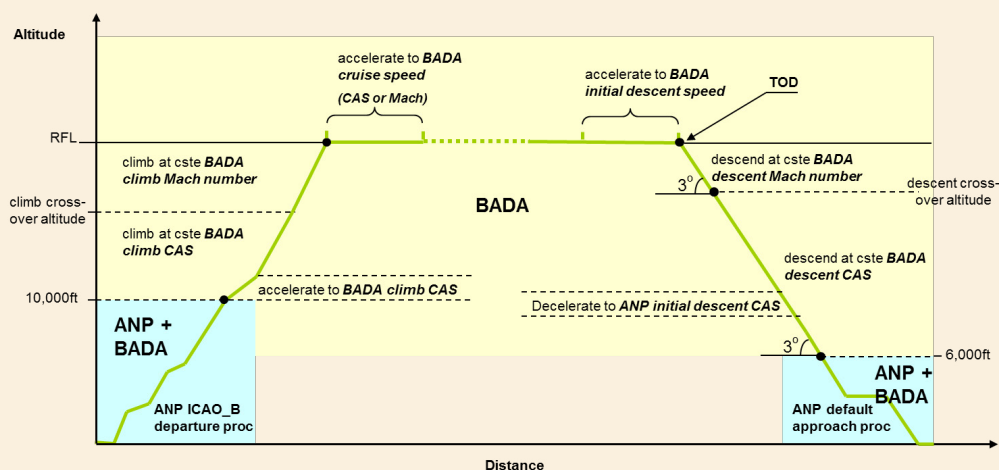 Altitude
accelerate to BADA
cruise speed
(CAS or Mach)
accelerate to BADA
initial descent speed
TOD
RFL
climb at cste BADA
climb Mach number
descend at cste BADA
descent Mach number
3°
descent cross-
over altitude
climb cross-
over altitude
BADA
climb at cste BADA
climb CAS
descend at cste BADA
descent CAS
accelerate to BADA climb CAS
10,000ft
Decelerate to ANP initial descent CAS
ANP +
BADA
3°
6,000ft
ANP +
BADA
ANP ICAO_B
departure proc
ANP default
approach proc
Distance